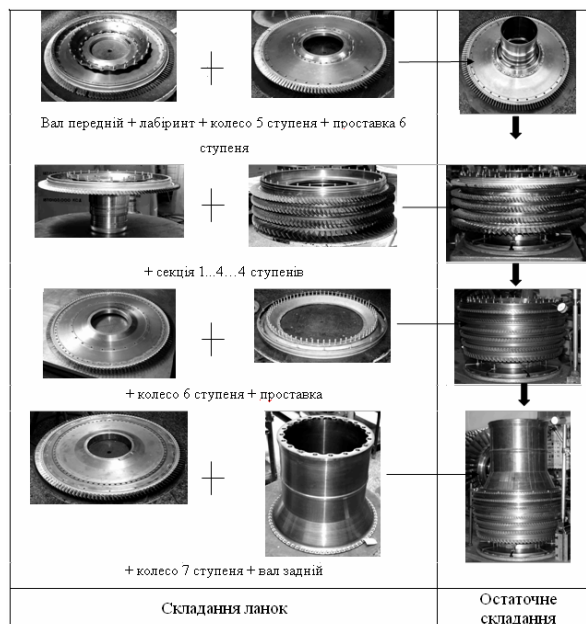 Вал передній + лабіринт + колесо 5 ступеня + проставка 6
ступеня
+ секція 1...4…4 ступенів
+ колесо 6 ступеня + проставка
+ колесо 7 ступеня + вал задній
Складання ланок
Остаточне
складання